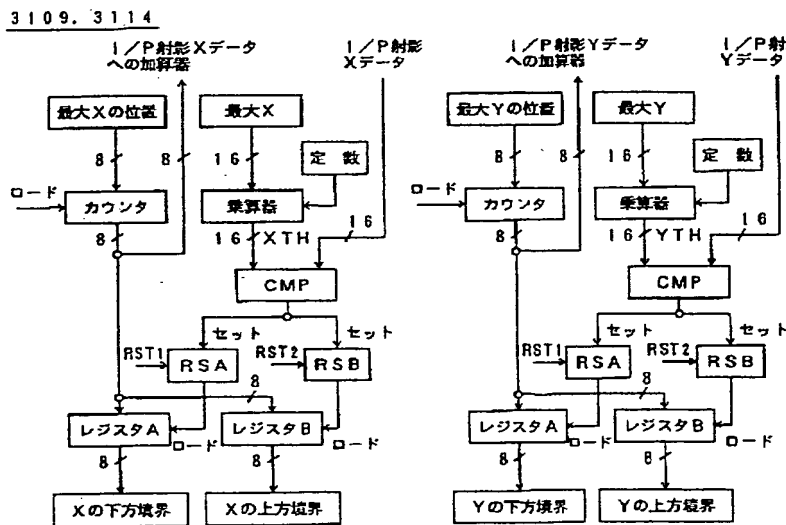 3109. 3114
I/P射影Xデータ
への加算器
I/P射影
Xデータ
最大Xの位置
最大X
8
8
16
定 数
ロード
カウンタ
乗算器
8
16
XTH
16
CMP
セット
セット
RST1
RSA
RST2
RSB
8
レジスタA
ロード
レジスタB
ロード
8
8
Xの下方境界
Xの上方境界
I/P射影Yデータ
への加算器
I/P射
Yデータ
最大Yの位置
最大Y
8
8
16
定 数
ロード
カウンタ
乗算器
8
16
YTH
16
CMP
セット
セット
RST1
RSA
RST2
RSB
8
レジスタA
ロード
レジスタB
ロード
8
8
Yの下方境界
Yの上方境界